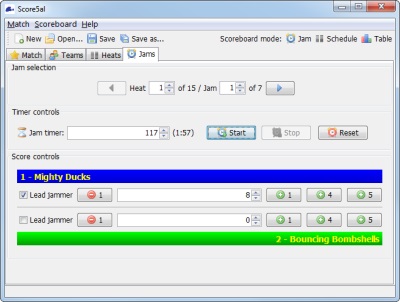 Score5al
Match Scoreboard Help
New Open... Save Save as... Scoreboard mode: Jam Schedule Table
Match Teams Heats Jams
Jam selection
Heat 1 of 15 / Jam 1 of 7
Timer controls
Jam timer: 117 (1:57) Start Stop Reset
Score controls
1 - Mighty Ducks
Lead Jammer 1 8 1 4 5
Lead Jammer 1 0 1 4 5
2 - Bouncing Bombshells